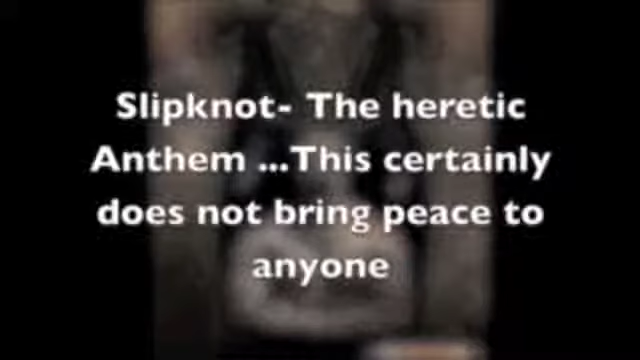 Slipknot- The heretic
Anthem ...This certainly
does not bring peace to
anyone